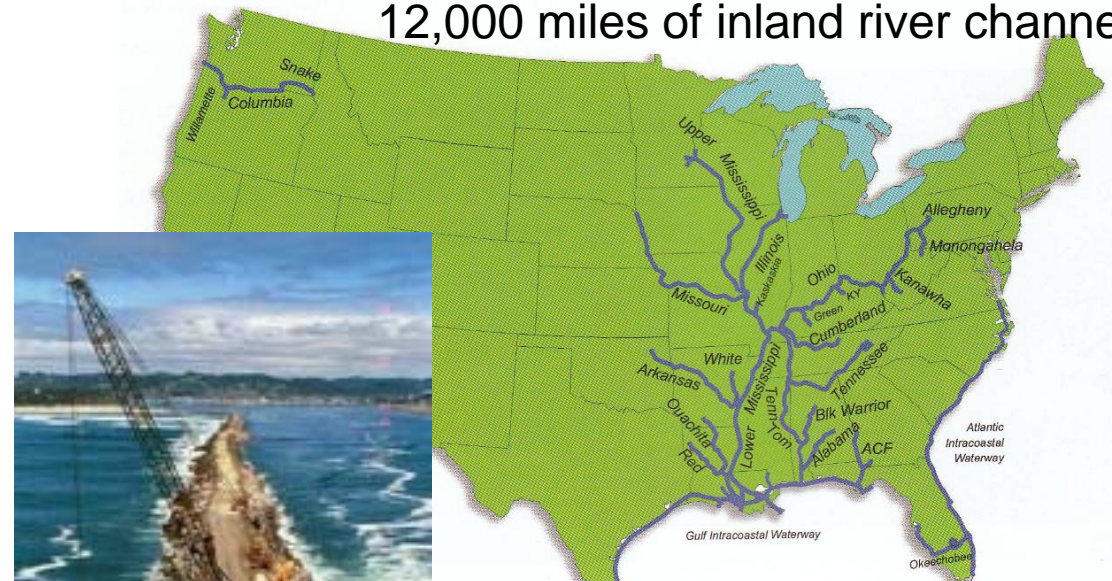 12,000 miles of inland river channe
Snake
Columbia
Willamette
Upper
Mississippi
Illinois
Kaskaskia
Missouri
Ohio
Green
KY
Allegheny
Monongahela
Kanawha
Cumberland
Tennessee
White
Arkansas
Ouachita
Red
Lower
Mississippi
Tenn-Tom
Blk Warrior
Alabama
ACF
Atlantic
Intracoastal
Waterway
Gulf Intracoastal Waterway
Okeechobee